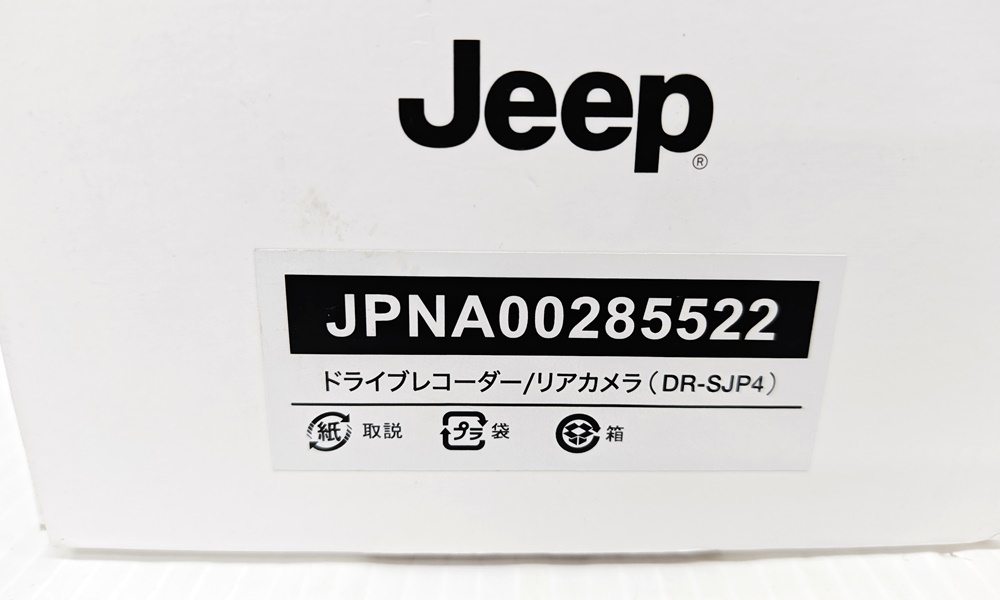 Jeep®
JPNA00285522
ドライブレコーダー/リアカメラ（DR-SJP4）
紙 取説 プラ 袋 箱